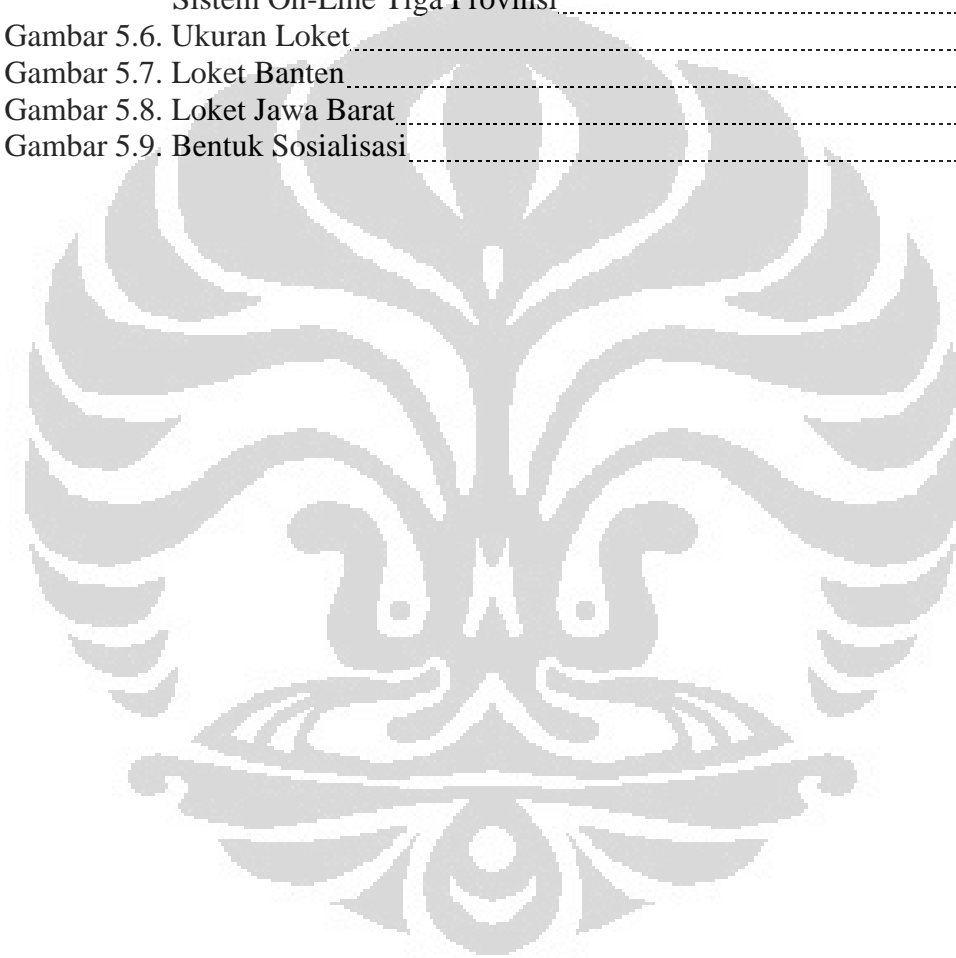 Sistem On-Line Tiga Provinsi
Gambar 5.6. Ukuran Loket
Gambar 5.7. Loket Banten
Gambar 5.8. Loket Jawa Barat
Gambar 5.9. Bentuk Sosialisasi